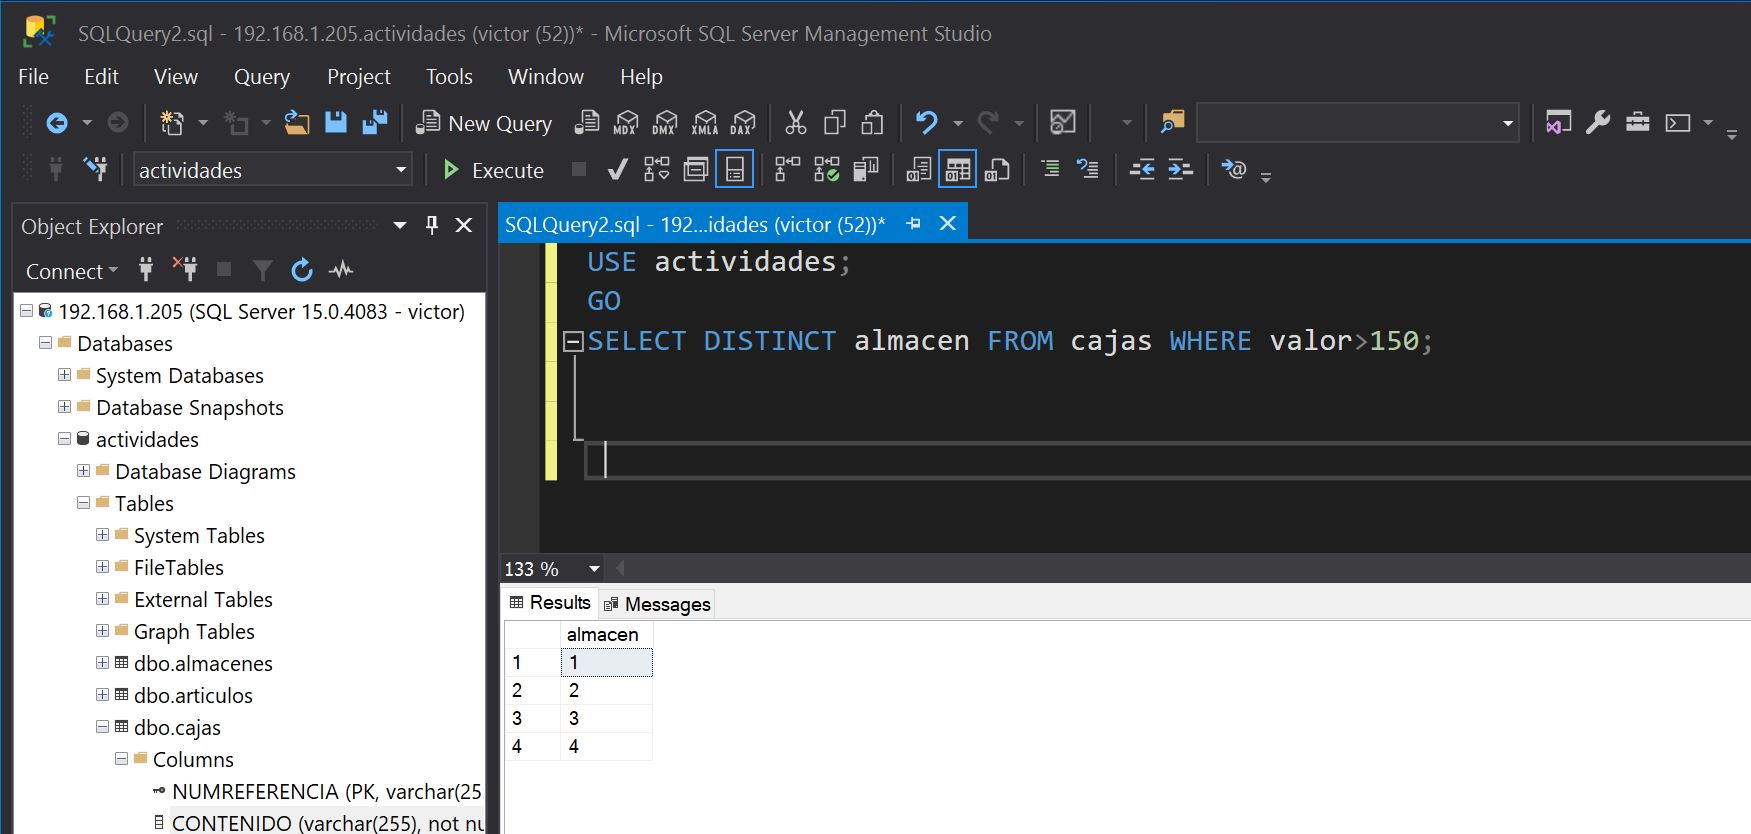 SQLQuery2.sql - 192.168.1.205.actividades (victor (52))* - Microsoft SQL Server Management Studio
File Edit View Query Project Tools Window Help
New Query MDX DMX XMLA DAX
actividades Execute
Object Explorer
Connect
192.168.1.205 (SQL Server 15.0.4083 - victor)
Databases
System Databases
Database Snapshots
actividades
Database Diagrams
Tables
System Tables
FileTables
External Tables
Graph Tables
dbo.almacenes
dbo.articulos
dbo.cajas
Columns
NUMREFERENCIA (PK, varchar(25
CONTENIDO (varchar(255), not nu
SQLQuery2.sql - 192...idades (victor (52))*
USE actividades;
GO
SELECT DISTINCT almacen FROM cajas WHERE valor>150;
133 %
Results Messages
almacen
1 1
2 2
3 3
4 4